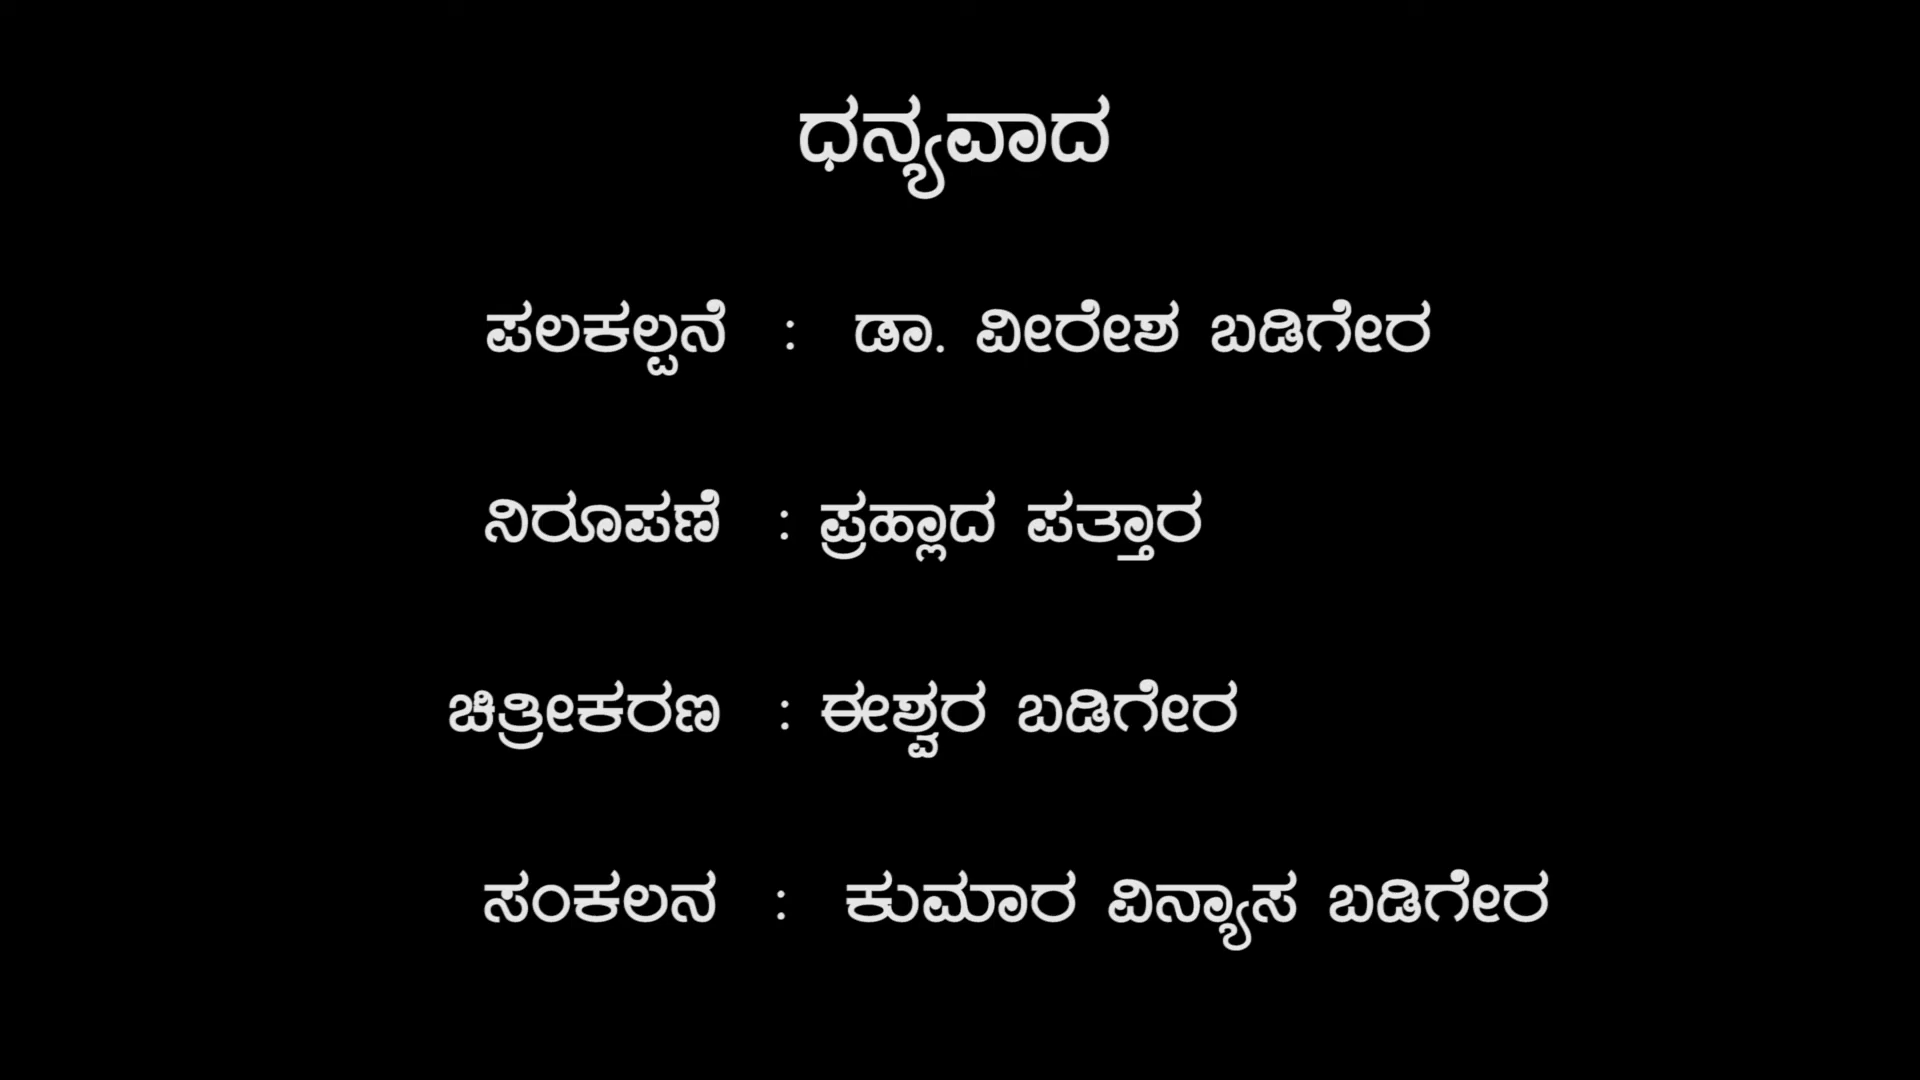 ಧನ್ಯವಾದ
ಪಲಕಲ್ಪನೆ : ಡಾ. ವೀರೇಶ ಬಡಿಗೇರ
ನಿರೂಪಣೆ : ಪ್ರಹ್ಲಾದ ಪತ್ತಾರ
ಚಿತ್ರೀಕರಣ : ಈಶ್ವರ ಬಡಿಗೇರ
ಸಂಕಲನ : ಕುಮಾರ ವಿನ್ಯಾಸ ಬಡಿಗೇರ